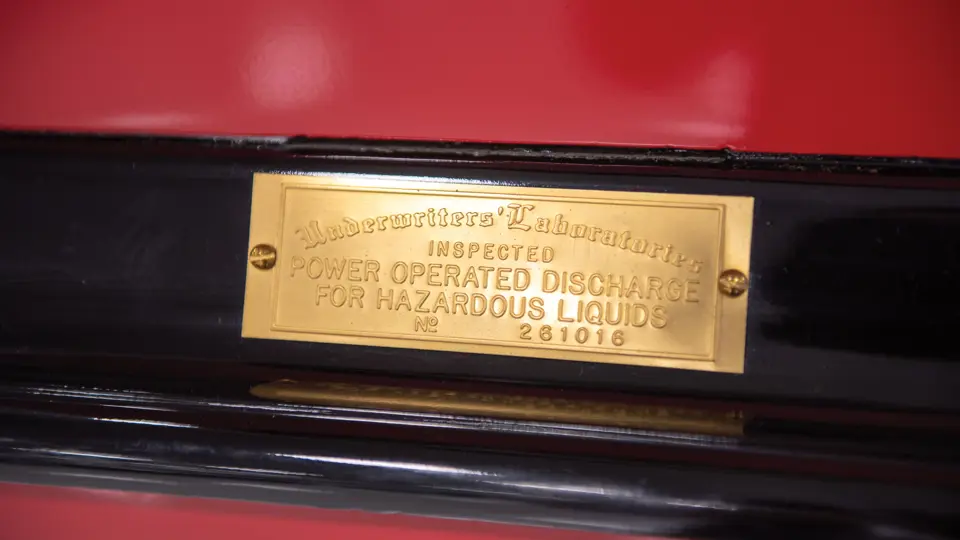 Underwriters' Laboratories
INSPECTED
POWER OPERATED DISCHARGE
FOR HAZARDOUS LIQUIDS
Nº 261016